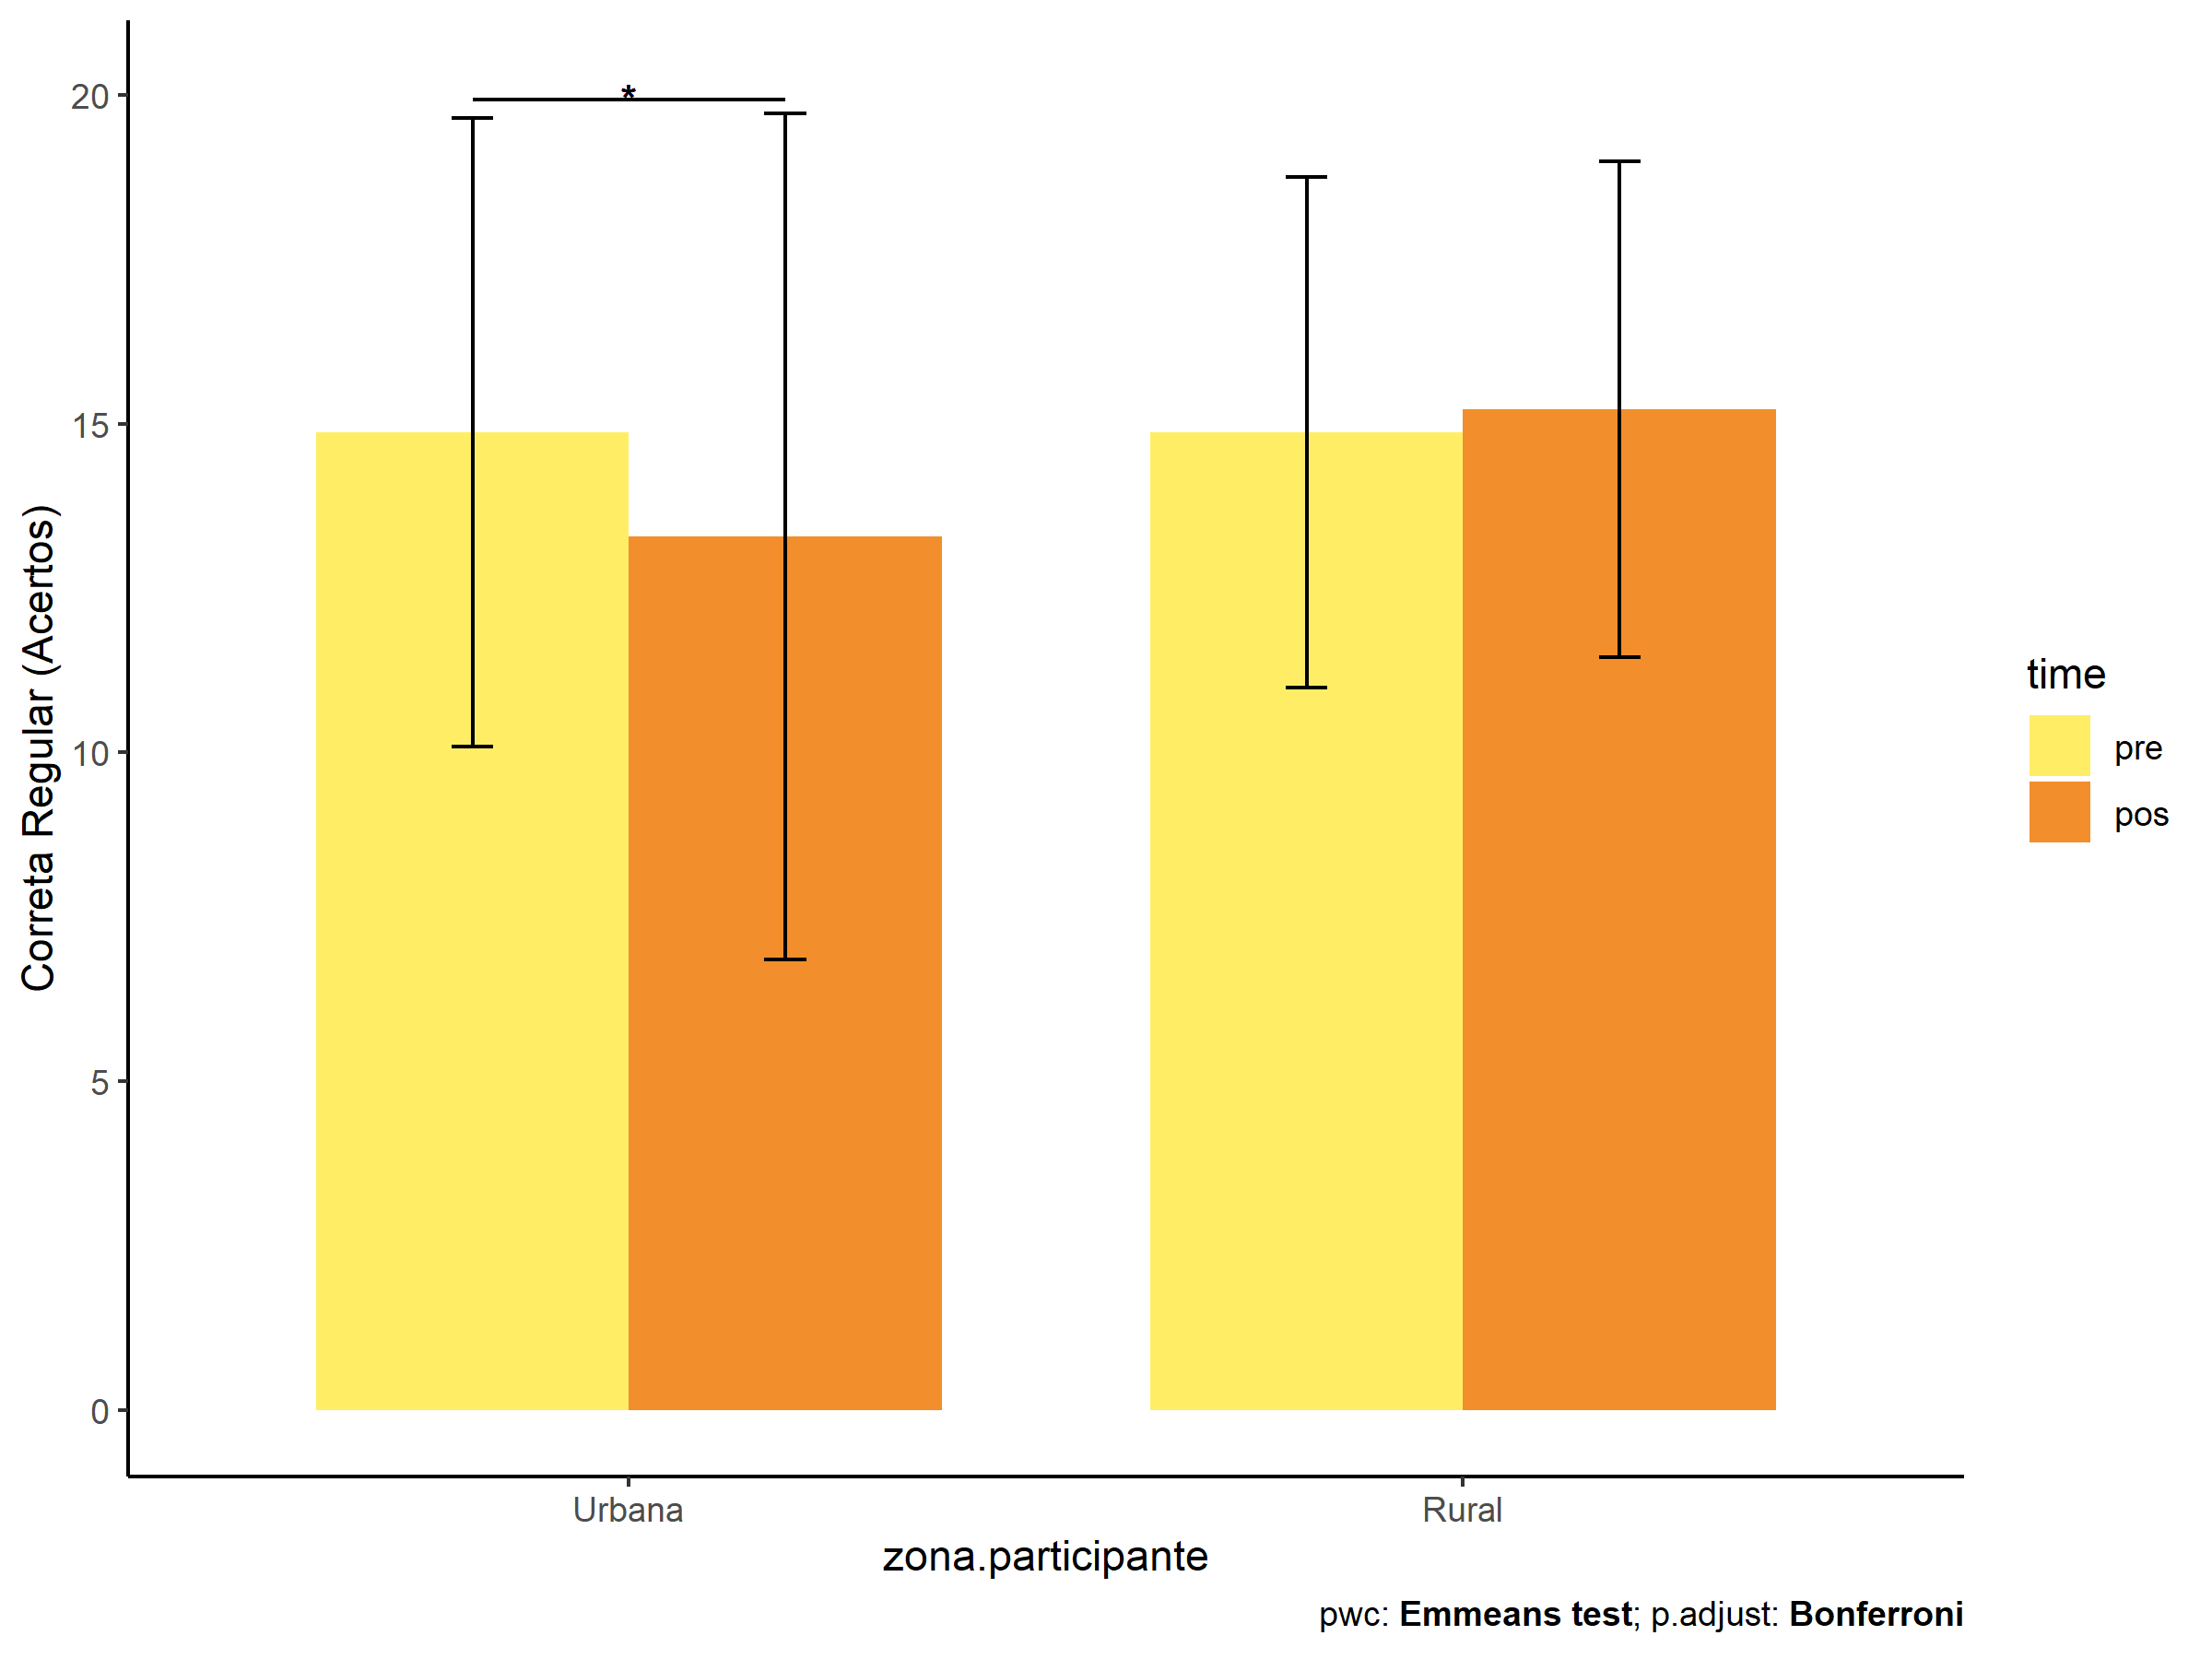 20
15
10
5
0
Correta Regular (Acertos)
*
Urbana
Rural
zona.participante
time
pre
pos
pwc: Emmeans test; p.adjust: Bonferroni